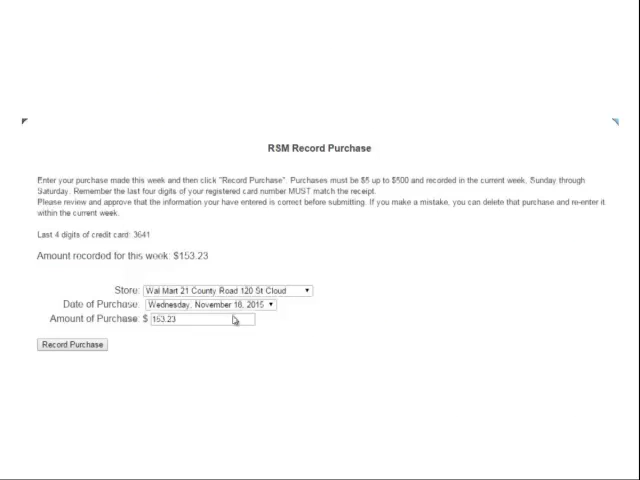 RSM Record Purchase
Enter your purchase made this week and then click "Record Purchase". Purchases must be $5 up to $500 and recorded in the current week, Sunday through
Saturday. Remember the last four digits of your registered card number MUST match the receipt.
Please review and approve that the information your have entered is correct before submitting. If you make a mistake, you can delete that purchase and re-enter it
within the current week.
Last 4 digits of credit card: 3641
Amount recorded for this week: $153.23
Store: Wal Mart 21 County Road 120 St Cloud
Date of Purchase: Wednesday, November 18, 2015
Amount of Purchase: $ 153.23
Record Purchase